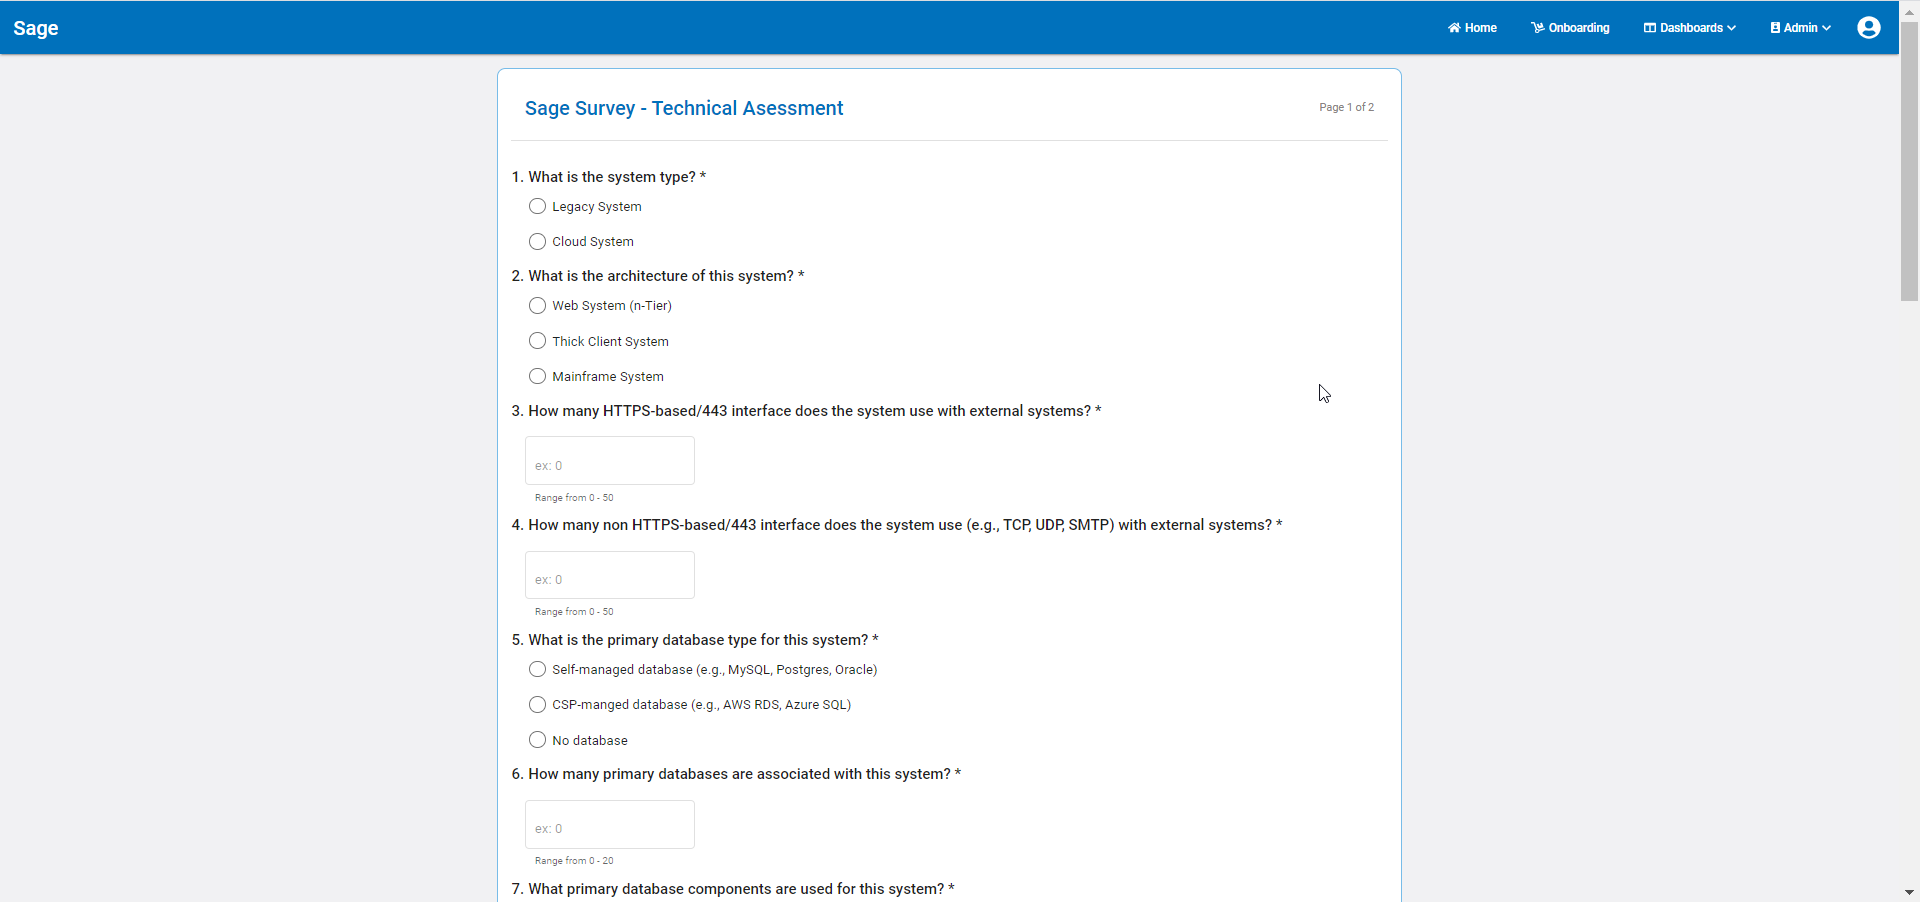 Sage
Home
Onboarding
Dashboards
Admin
Sage Survey - Technical Asessment
Page 1 of 2
1. What is the system type? *
Legacy System
Cloud System
2. What is the architecture of this system? *
Web System (n-Tier)
Thick Client System
Mainframe System
3. How many HTTPS-based/443 interface does the system use with external systems? *
ex: 0
Range from 0 - 50
4. How many non HTTPS-based/443 interface does the system use (e.g., TCP, UDP, SMTP) with external systems? *
ex: 0
Range from 0 - 50
5. What is the primary database type for this system? *
Self-managed database (e.g., MySQL, Postgres, Oracle)
CSP-manged database (e.g., AWS RDS, Azure SQL)
No database
6. How many primary databases are associated with this system? *
ex: 0
Range from 0 - 20
7. What primary database components are used for this system? *